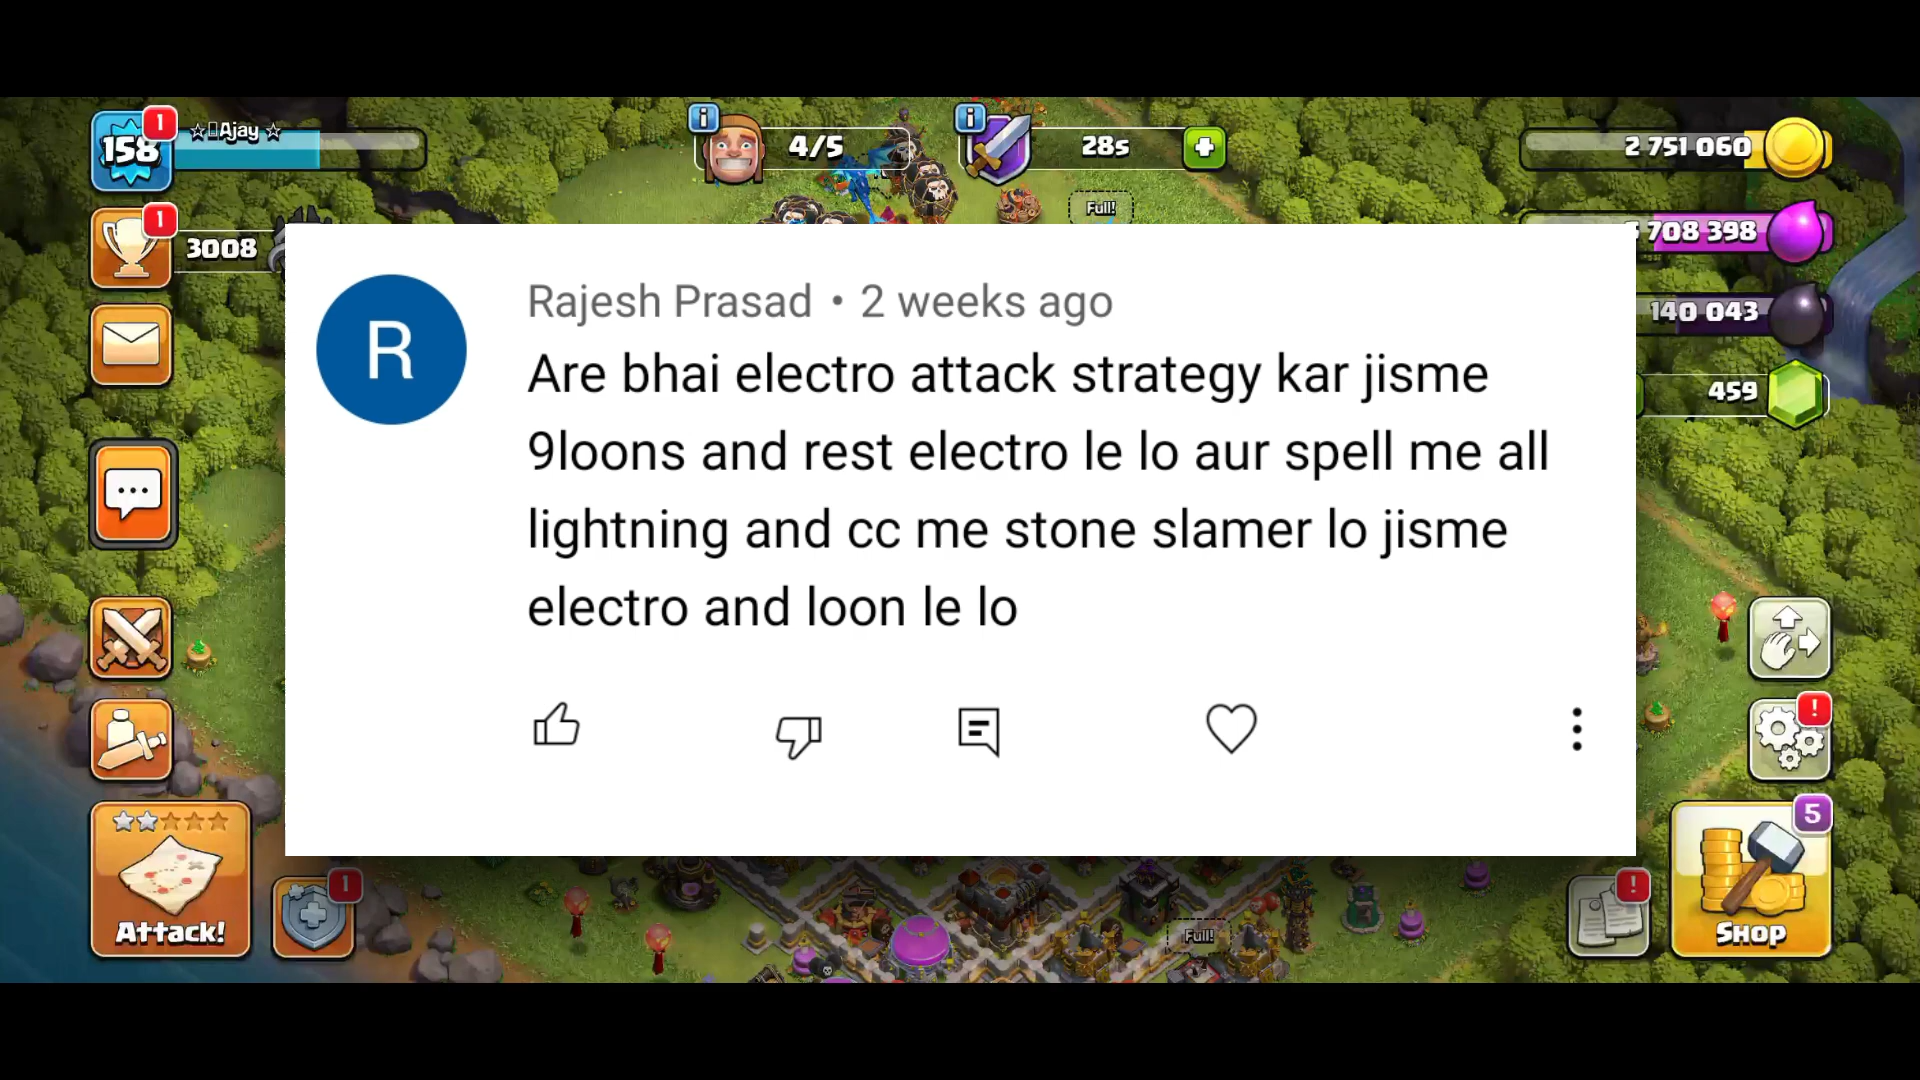 158
1
☆Ajay ☆
4/5
28s
Full!
2 751 060
1
3008
708 398
140 043
459
R
Rajesh Prasad • 2 weeks ago
Are bhai electro attack strategy kar jisme
9loons and rest electro le lo aur spell me all
lightning and cc me stone slamer lo jisme
electro and loon le lo
!
5
Attack!
1
Full!
!
Shop